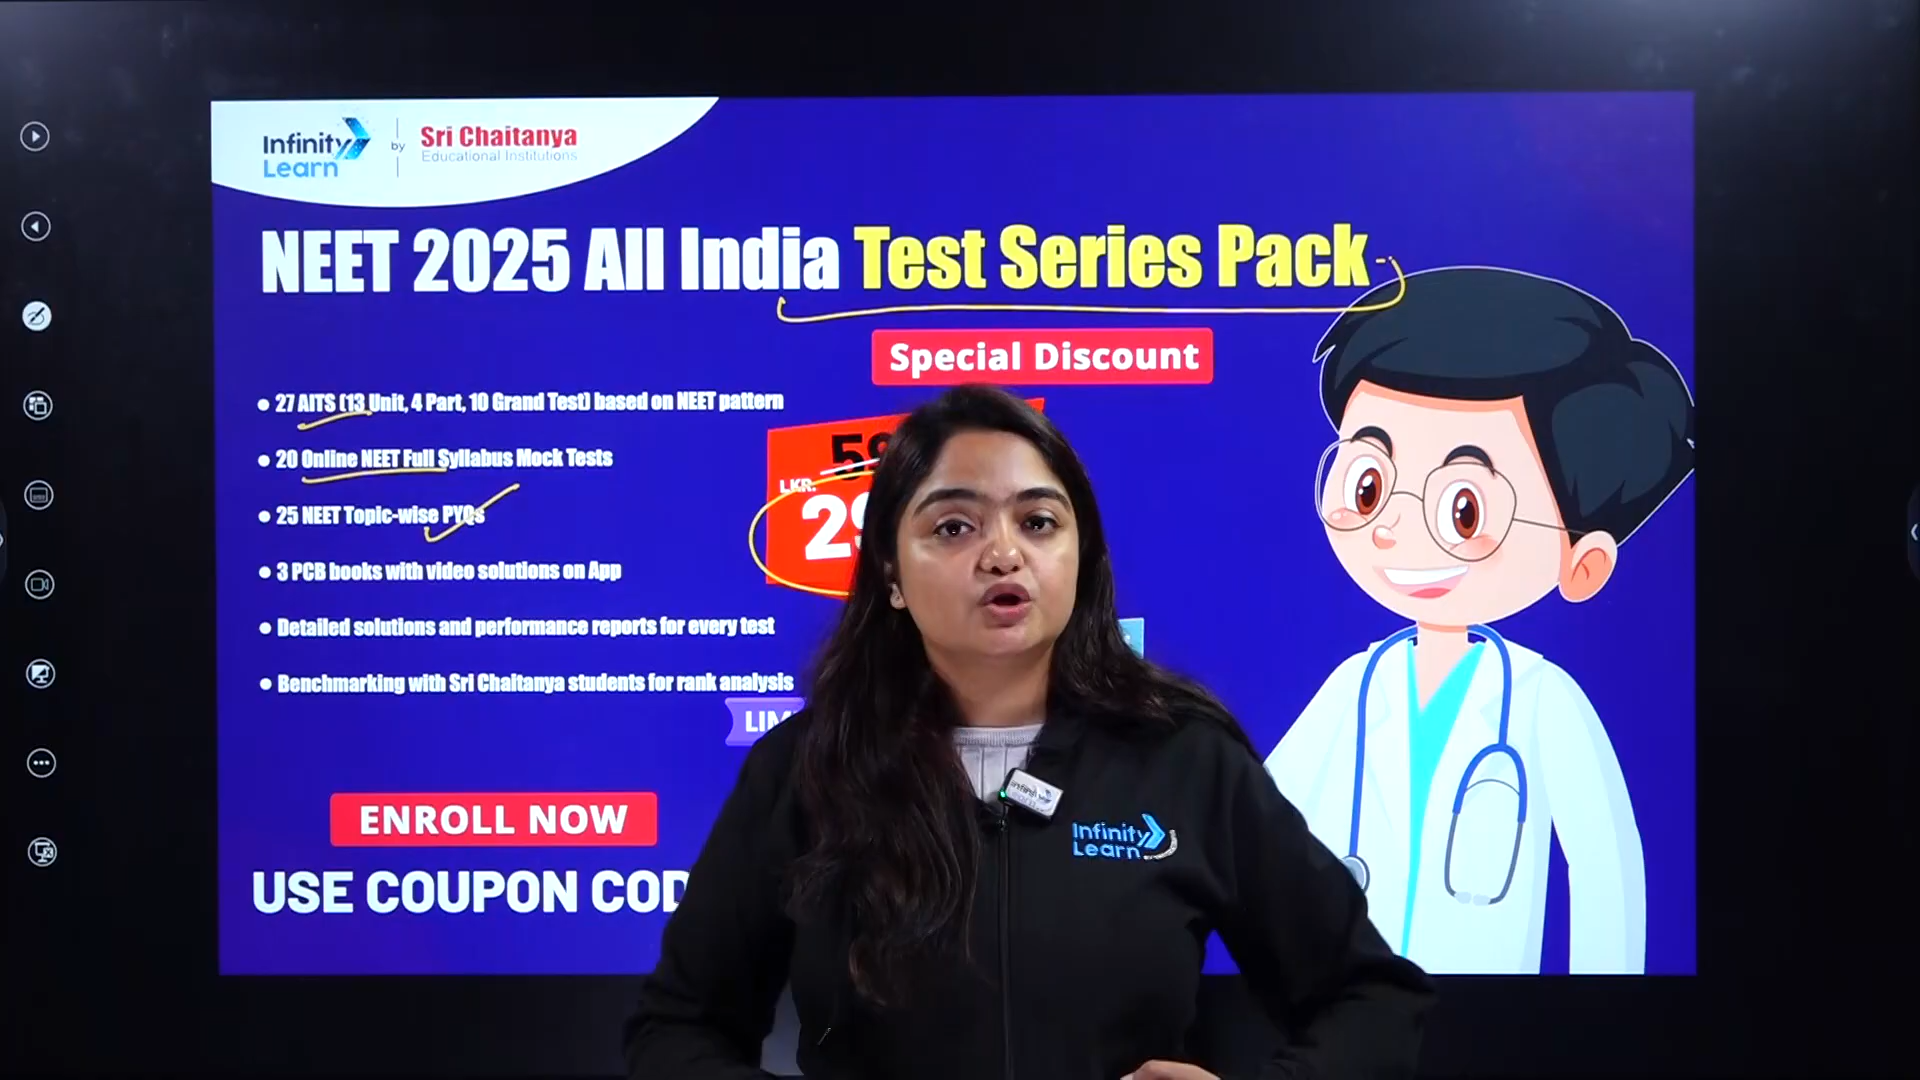 Infinity Learn
by
Sri Chaitanya
Educational Institutions
NEET 2025 All India Test Series Pack
Special Discount
• 27 AITS (13 Unit, 4 Part, 10 Grand Test) based on NEET pattern
• 20 Online NEET Full Syllabus Mock Tests
• 25 NEET Topic-wise PYQs
• 3 PCB books with video solutions on App
• Detailed solutions and performance reports for every test
• Benchmarking with Sri Chaitanya students for rank analysis
LKR.
ENROLL NOW
USE COUPON
Infinity Learn